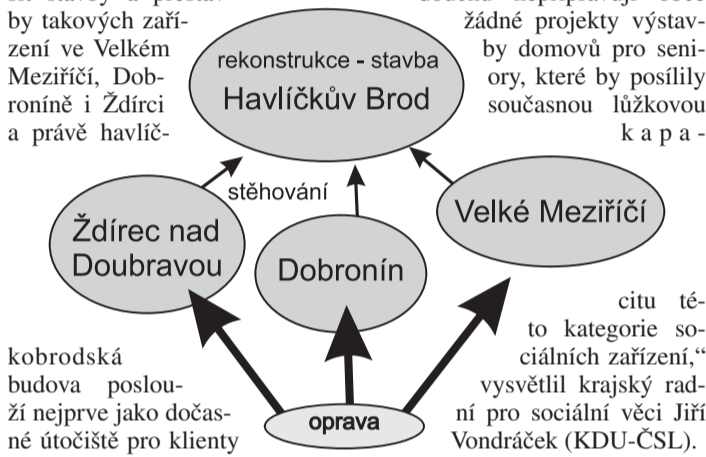 by takových zaří-
zení ve Velkém
Meziříčí, Dob-
roníně i Ždírci
a právě havlíč-
kobrodská
budova poslou-
ží nejprve jako dočas-
né útočiště pro klienty
rekonstrukce - stavba
Havlíčkův Brod
stěhování
Ždírec nad
Doubravou
Dobronín
Velké Meziříčí
oprava
žádné projekty výstav-
by domovů pro seni-
ory, které by posílily
současnou lůžkovou
kapa-
citu té-
to kategorie so-
ciálních zařízení,“
vysvětlil krajský rad-
ní pro sociální věci Jiří
Vondráček (KDU-ČSL).